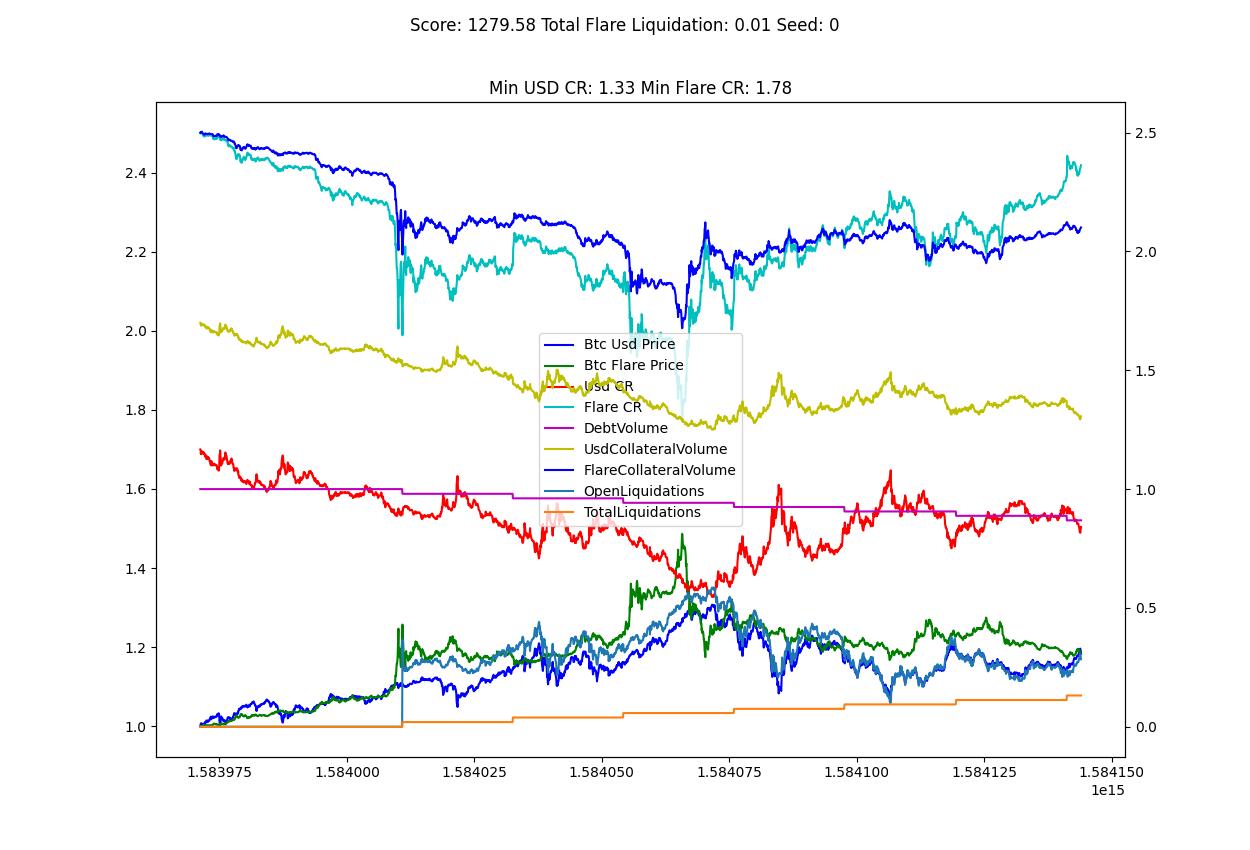 Score: 1279.58 Total Flare Liquidation: 0.01 Seed: 0
Min USD CR: 1.33 Min Flare CR: 1.78
2.4
2.2
2.0
1.8
1.6
1.4
1.2
1.0
2.5
2.0
1.5
1.0
0.5
0.0
Btc Usd Price
Btc Flare Price
Usd CR
Flare CR
DebtVolume
UsdCollateralVolume
FlareCollateralVolume
OpenLiquidations
TotalLiquidations
1.583975 1.584000 1.584025 1.584050 1.584075 1.584100 1.584125 1.584150
1e15